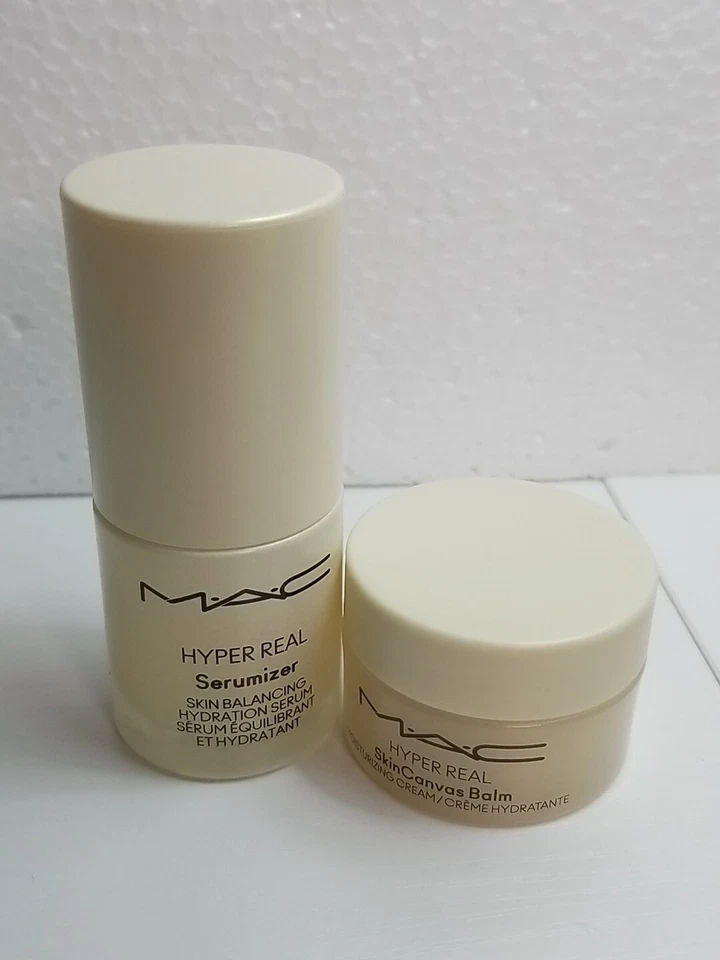 M·A·C
HYPER REAL
Serumizer
SKIN BALANCING
HYDRATION SERUM
SÉRUM ÉQUILIBRANT
ET HYDRATANT
M·A·C
HYPER REAL
SkinCanvas Balm
MOISTURIZING CREAM/CRÈME HYDRATANTE